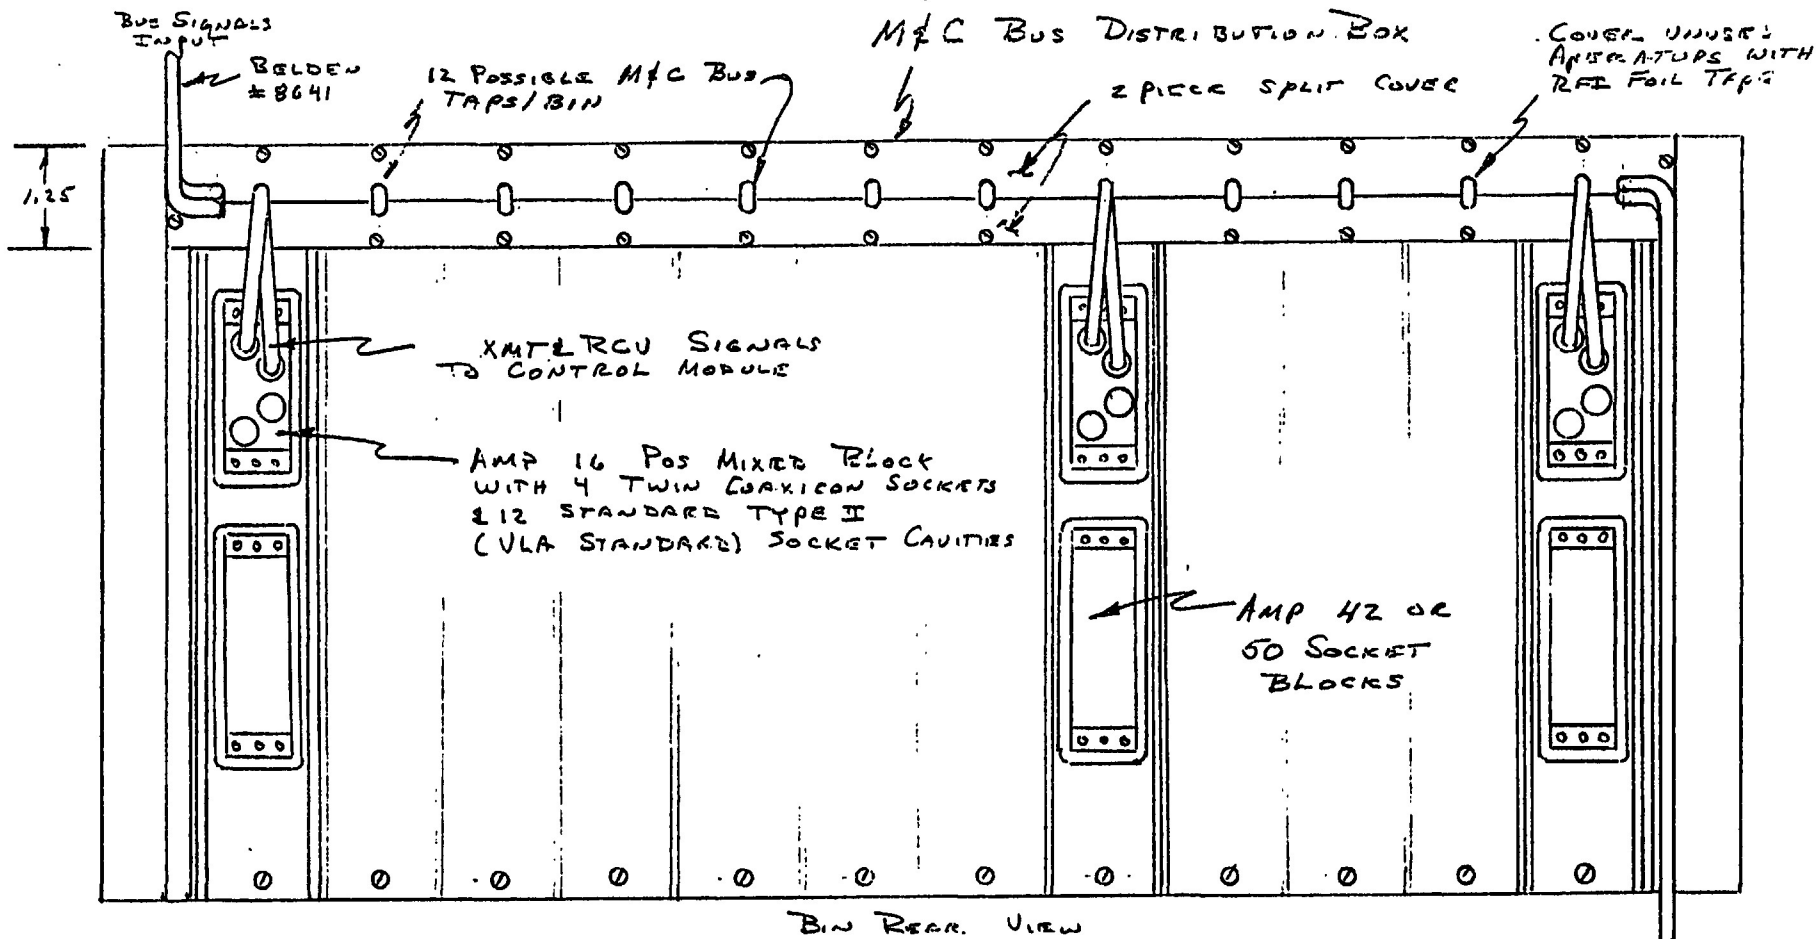 BUS SIGNALS
INPUT
BELDEN
# 8641
12 POSSIBLE M&C BUS
TAPS/BIN
M&C BUS DISTRIBUTION BOX
2 PIECE SPLIT COVER
COVER UNUSED
APERATURS WITH
RFI FOIL TAPE
1.25
XMT & RCV SIGNALS
TO CONTROL MODULE
AMP 16 POS MIXED BLOCK
WITH 4 TWIN COAXICON SOCKETS
& 12 STANDARD TYPE II
(VLA STANDARD) SOCKET CAVITIES
AMP 42 OR
50 SOCKET
BLOCKS
BIN REAR VIEW